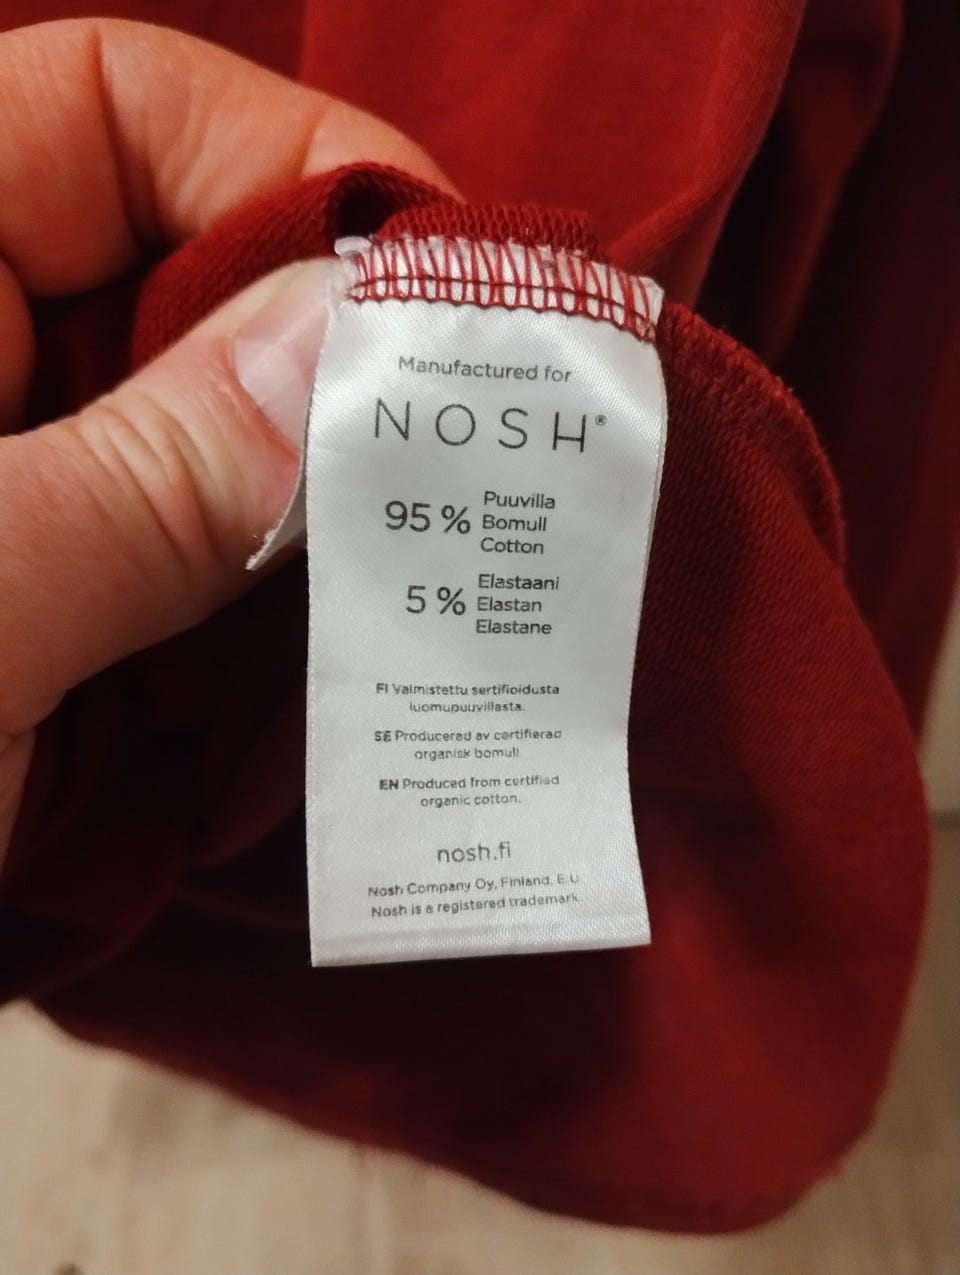 Manufactured for
NOSH®
95 % Puuvilla
Bomull
Cotton
5 % Elastaani
Elastan
Elastane
FI Valmistettu sertifioidusta
luomupuuvillasta.
SE Producerad av certifierad
organisk bomull
EN Produced from certified
organic cotton.
nosh.fi
Nosh Company Oy, Finland, E.U
Nosh is a registered trademark.